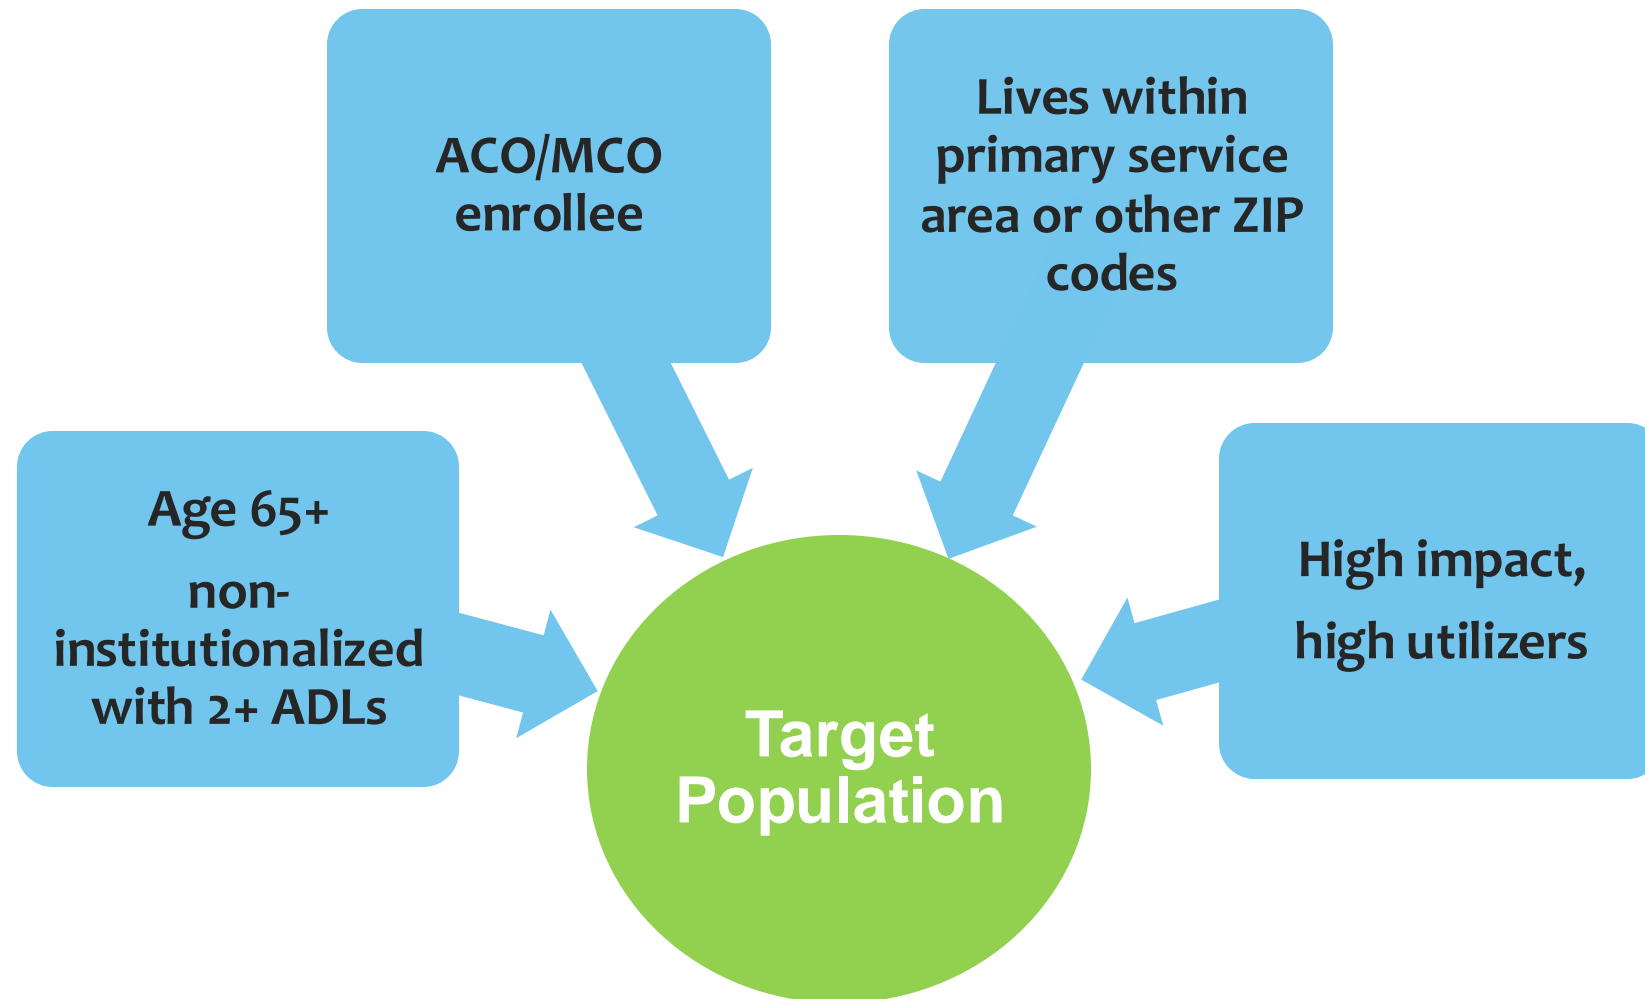 ACO/MCO
enrollee
Lives within
primary service
area or other ZIP
codes
Age 65+
non-
institutionalized
with 2+ ADLs
High impact,
high utilizers
Target
Population